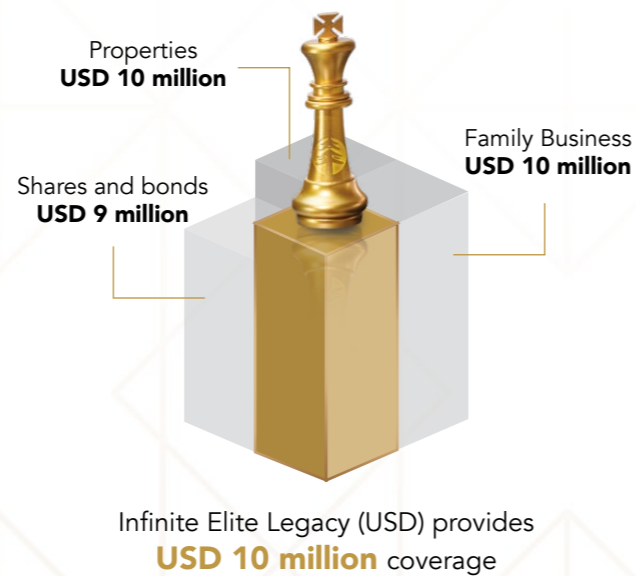 Properties
USD 10 million
Family Business
USD 10 million
Shares and bonds
USD 9 million
Infinite Elite Legacy (USD) provides
USD 10 million coverage